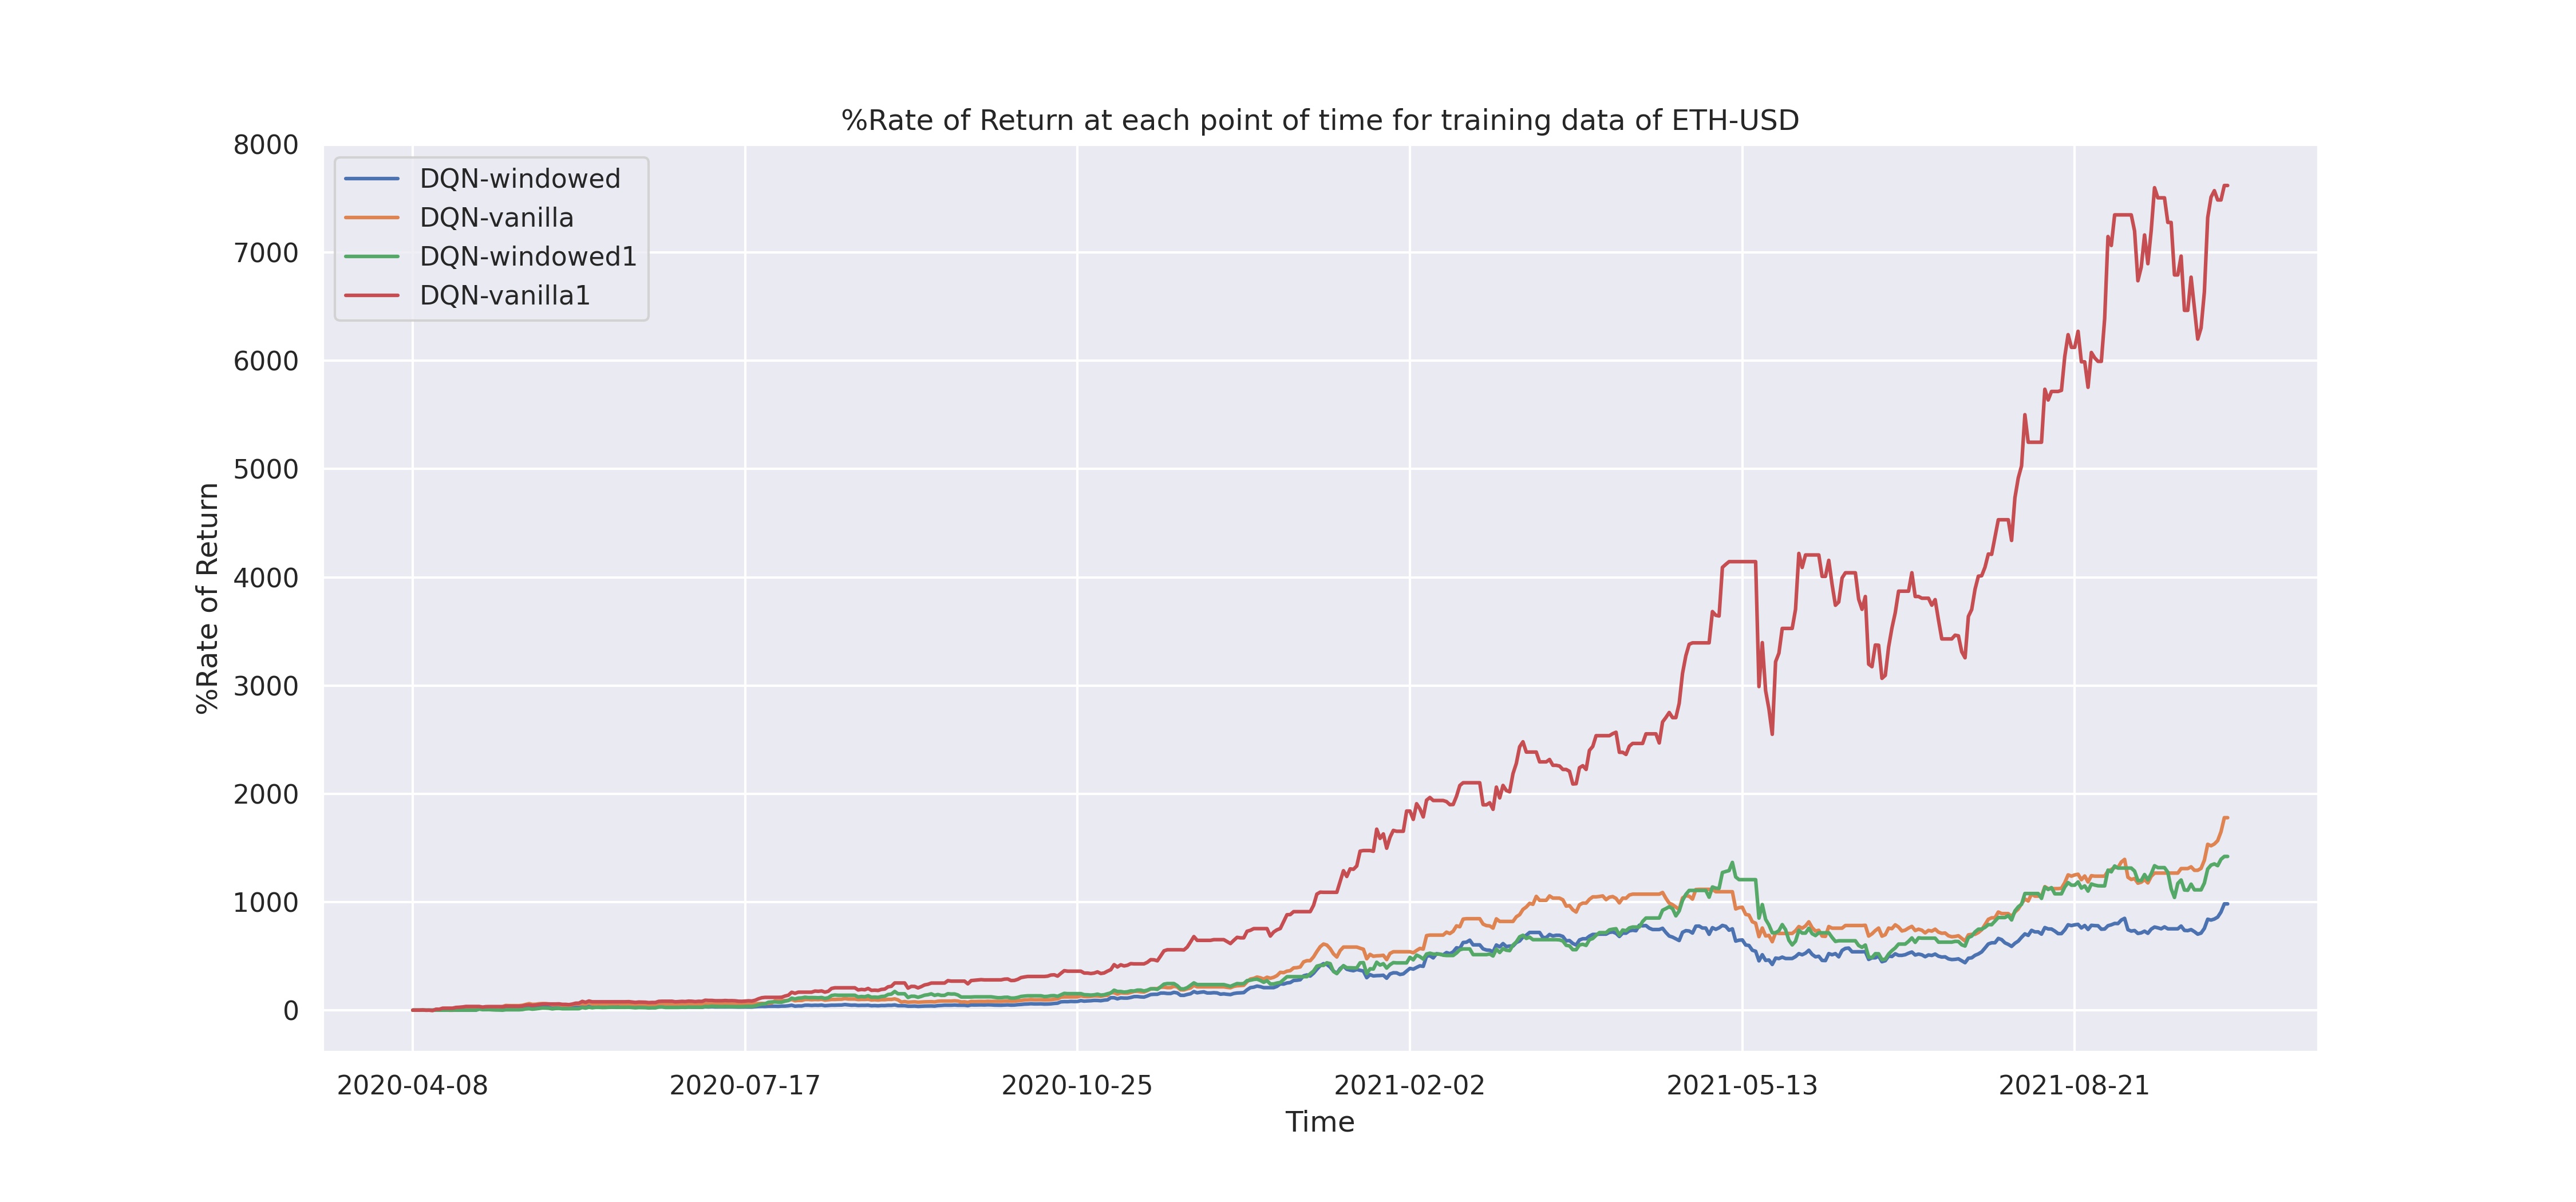 %Rate of Return at each point of time for training data of ETH-USD
DQN-windowed
DQN-vanilla
DQN-windowed1
DQN-vanilla1
%Rate of Return
8000
7000
6000
5000
4000
3000
2000
1000
0
2020-04-08 2020-07-17 2020-10-25 2021-02-02 2021-05-13 2021-08-21
Time